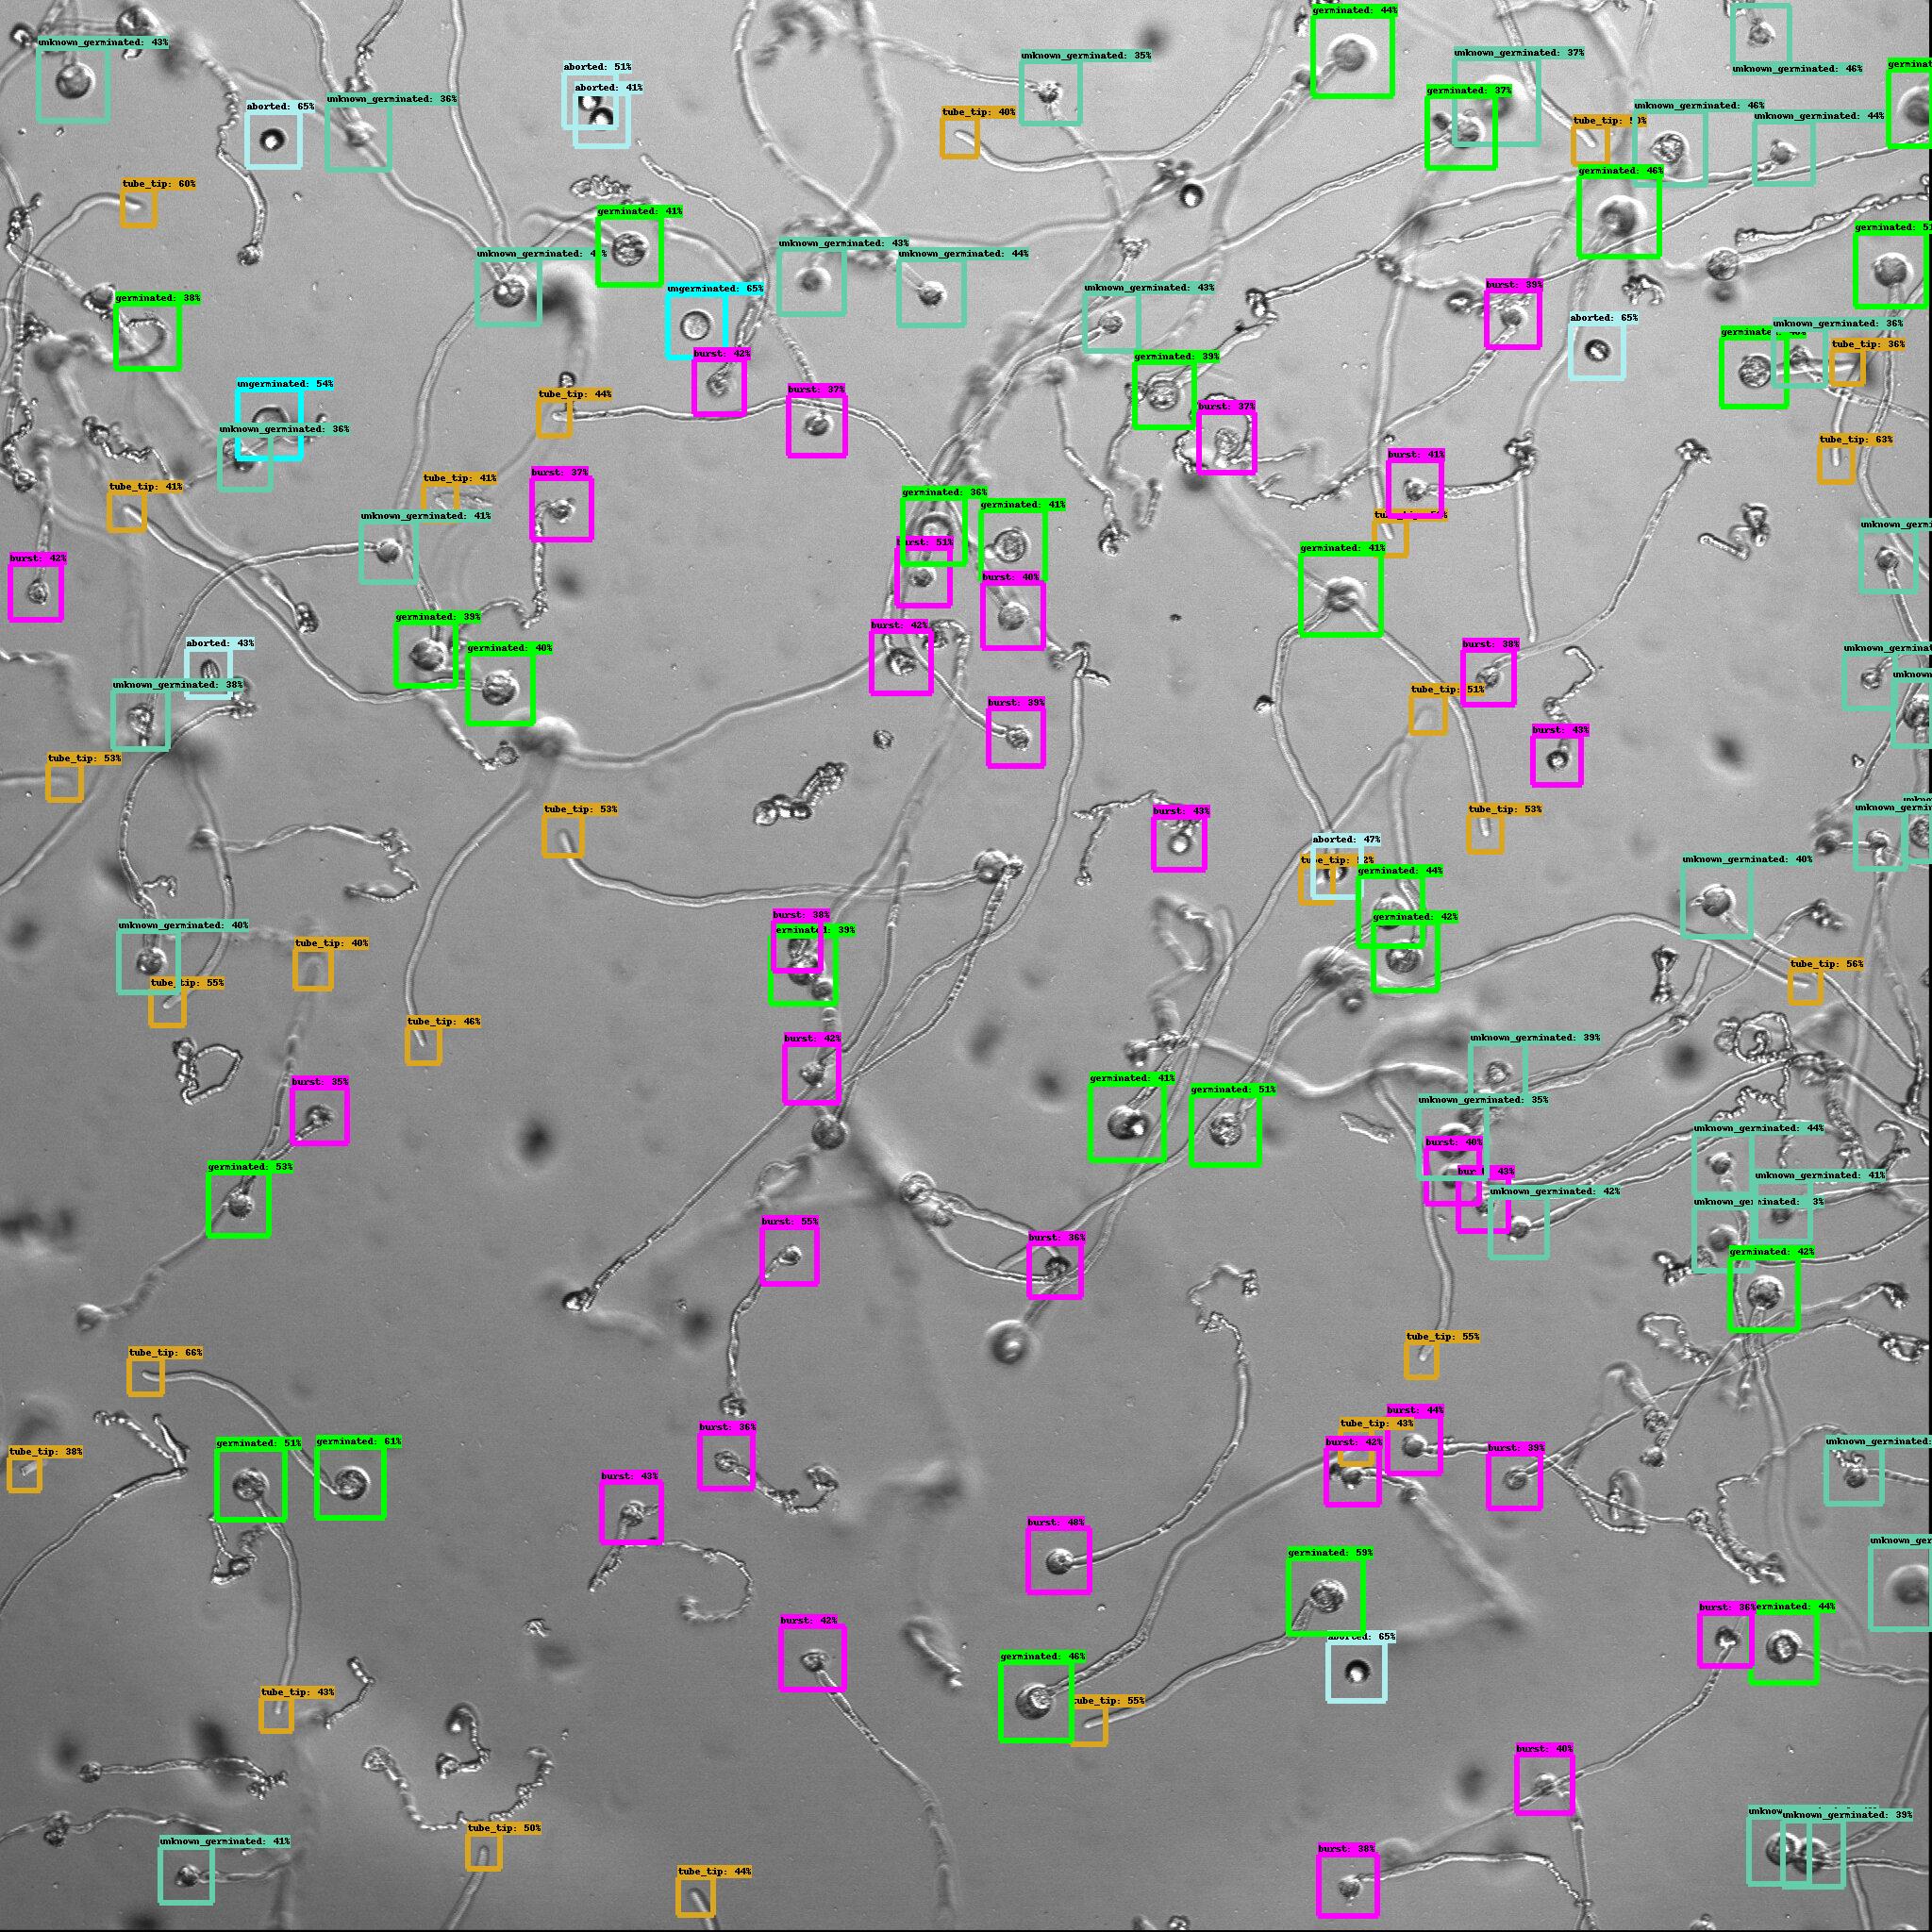 germinated: 44%
unknown_germinated: 43%
unknown_germinated: 37%
unknown_germinated: 35%
aborted: 51%
unknown_germinated: 46%
aborted: 41%
germinated: 37%
unknown_germinated: 36%
aborted: 65%
unknown_germinated: 46%
tube_tip: 40%
unknown_germinated: 44%
germinated: 46%
tube_tip: 60%
germinated: 41%
unknown_germinated: 43%
unknown_germinated: 44%
burst: 39%
unknown_germinated: 43%
ungerminated: 65%
germinated: 38%
aborted: 65%
unknown_germinated: 36%
tube_tip: 36%
burst: 42%
germinated: 39%
ungerminated: 54%
burst: 37%
tube_tip: 44%
burst: 37%
unknown_germinated: 36%
tube_tip: 63%
burst: 41%
burst: 37%
tube_tip: 41%
tube_tip: 41%
germinated: 36%
germinated: 41%
unknown_germinated: 41%
burst: 51%
germinated: 41%
burst: 42%
burst: 40%
germinated: 39%
burst: 42%
aborted: 43%
burst: 38%
germinated: 40%
unknown_germinated: 38%
tube_tip: 51%
burst: 39%
burst: 43%
tube_tip: 53%
tube_tip: 53%
tube_tip: 53%
burst: 43%
aborted: 47%
unknown_germinated: 40%
germinated: 44%
burst: 38%
germinated: 42%
unknown_germinated: 40%
germinated: 39%
tube_tip: 40%
tube_tip: 56%
tube_tip: 55%
tube_tip: 46%
burst: 42%
unknown_germinated: 39%
germinated: 41%
burst: 35%
germinated: 51%
unknown_germinated: 35%
unknown_germinated: 44%
burst: 40%
germinated: 53%
unknown_germinated: 41%
unknown_germinated: 42%
burst: 55%
burst: 36%
germinated: 42%
tube_tip: 55%
tube_tip: 66%
burst: 44%
tube_tip: 43%
burst: 36%
germinated: 51%
germinated: 61%
burst: 42%
burst: 39%
tube_tip: 38%
burst: 43%
burst: 48%
germinated: 59%
burst: 36%
germinated: 44%
burst: 42%
aborted: 65%
germinated: 46%
tube_tip: 43%
tube_tip: 55%
burst: 40%
unknown_germinated: 39%
tube_tip: 50%
unknown_germinated: 41%
burst: 38%
tube_tip: 44%